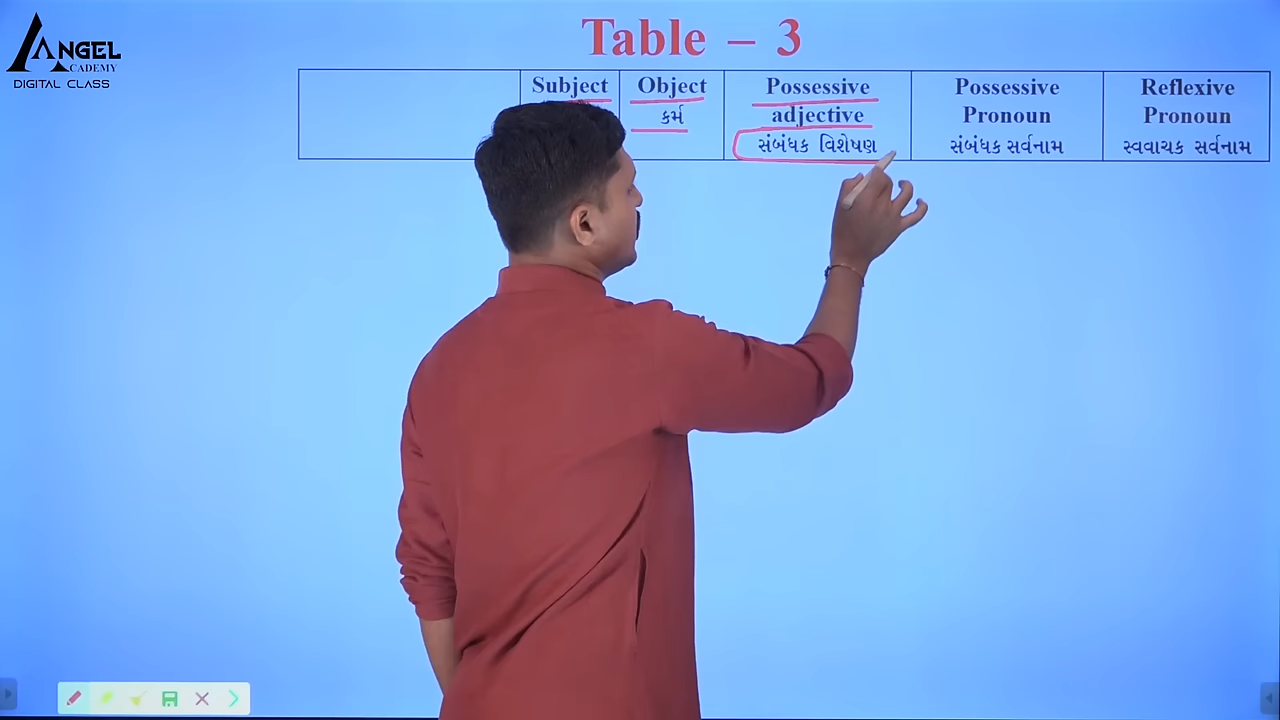 ANGEL
ACADEMY
DIGITAL CLASS
Table – 3
Subject
Object
કર્મ
Possessive
adjective
સંબંધક વિશેષણ
Possessive
Pronoun
સંબંધક સર્વનામ
Reflexive
Pronoun
સ્વવાચક સર્વનામ